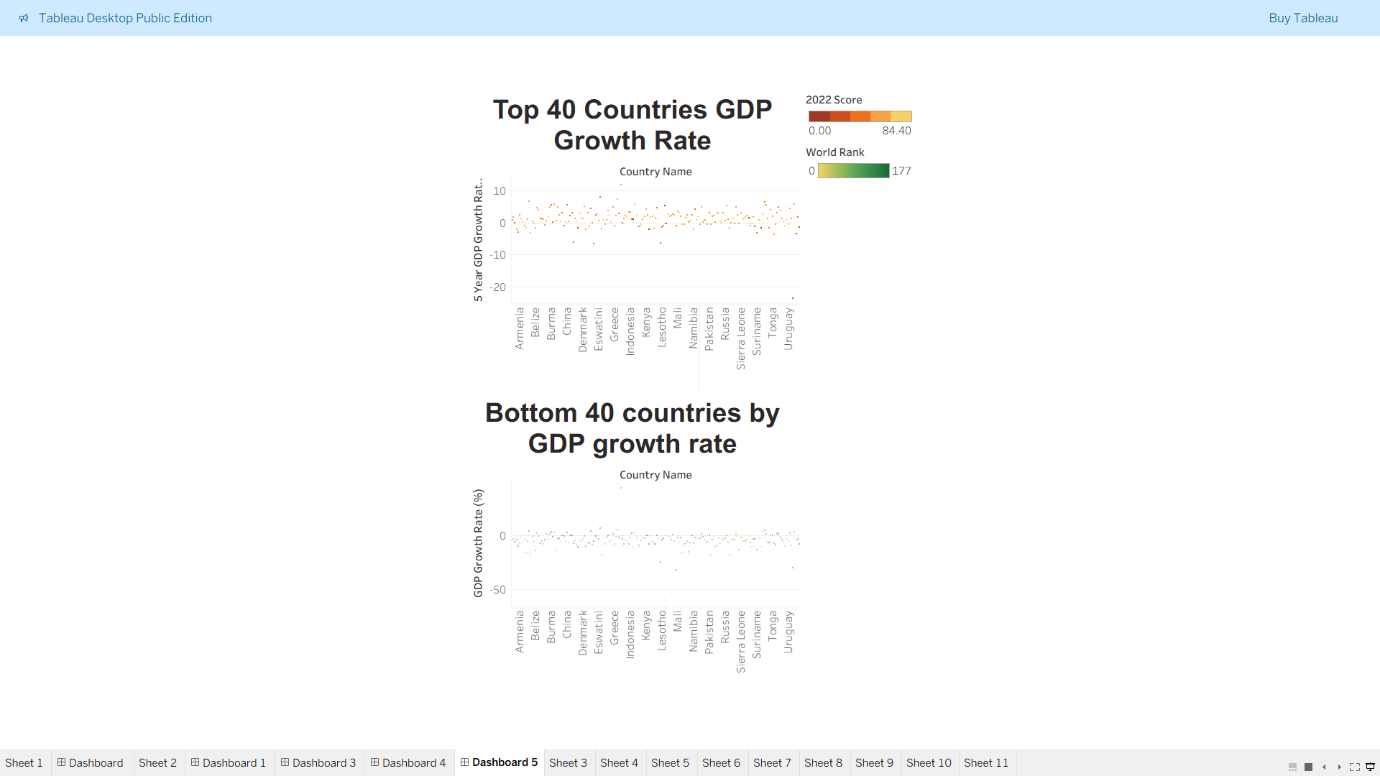 Tableau Desktop Public Edition
Buy Tableau
Top 40 Countries GDP
Growth Rate
2022 Score
0.00 84.40
World Rank
0 177
Country Name
5 Year GDP Growth Rat..
10
0
-10
-20
Armenia
Belize
Burma
China
Denmark
Eswatini
Greece
Indonesia
Kenya
Lesotho
Mali
Namibia
Pakistan
Russia
Sierra Leone
Suriname
Tonga
Uruguay
Bottom 40 countries by
GDP growth rate
Country Name
GDP Growth Rate (%)
0
-50
Armenia
Belize
Burma
China
Denmark
Eswatini
Greece
Indonesia
Kenya
Lesotho
Mali
Namibia
Pakistan
Russia
Sierra Leone
Suriname
Tonga
Uruguay
Sheet 1 Dashboard Sheet 2 Dashboard 1 Dashboard 3 Dashboard 4 Dashboard 5 Sheet 3 Sheet 4 Sheet 5 Sheet 6 Sheet 7 Sheet 8 Sheet 9 Sheet 10 Sheet 11